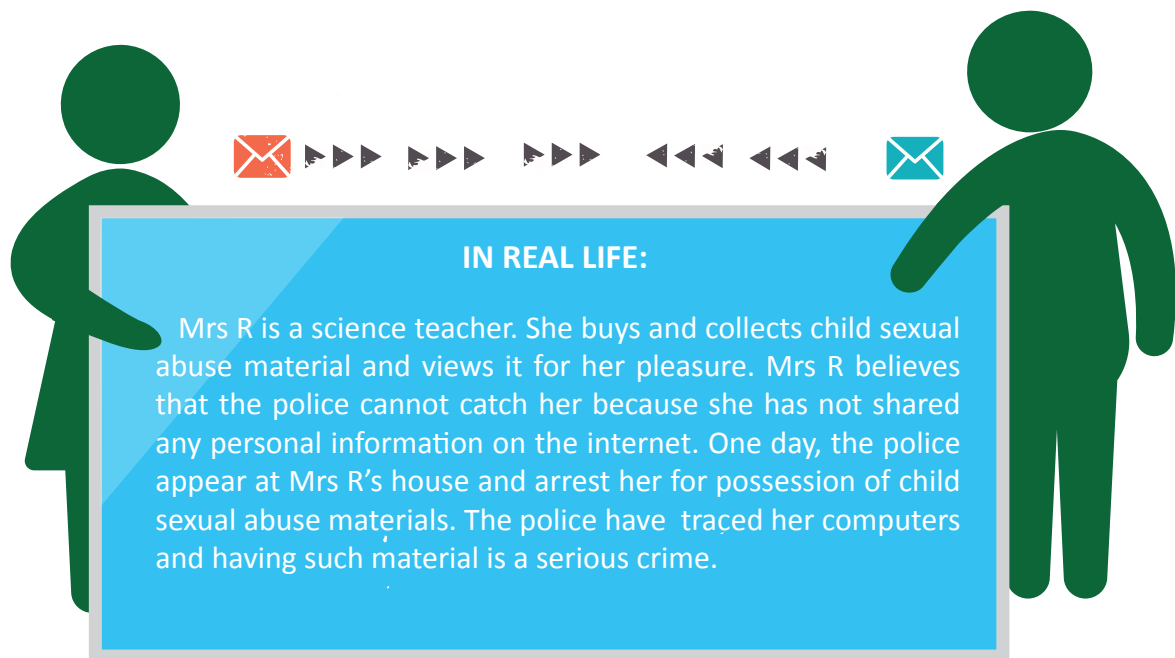 IN REAL LIFE:
Mrs R is a science teacher. She buys and collects child sexual
abuse material and views it for her pleasure. Mrs R believes
that the police cannot catch her because she has not shared
any personal information on the internet. One day, the police
appear at Mrs R’s house and arrest her for possession of child
sexual abuse materials. The police have traced her computers
and having such material is a serious crime.